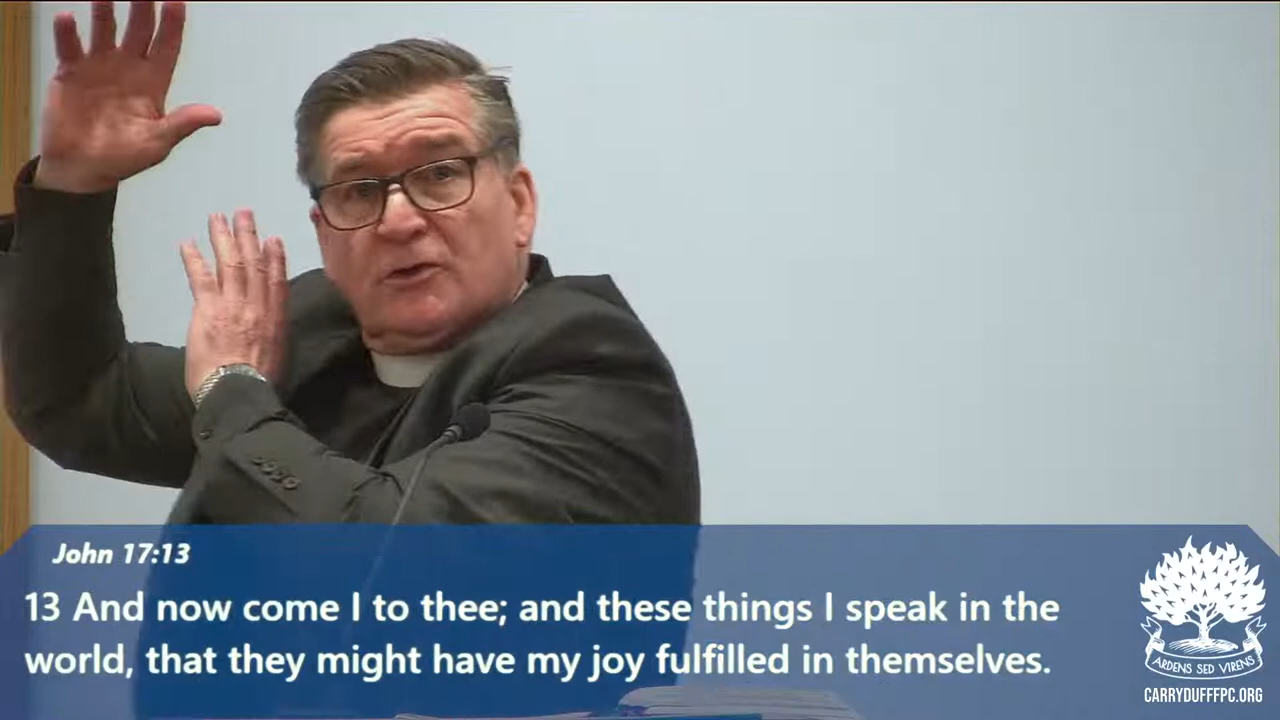 John 17:13
13 And now come I to thee; and these things I speak in the
world, that they might have my joy fulfilled in themselves.
ARDENS SED VIRENS
CARRYDUFFFPC.ORG